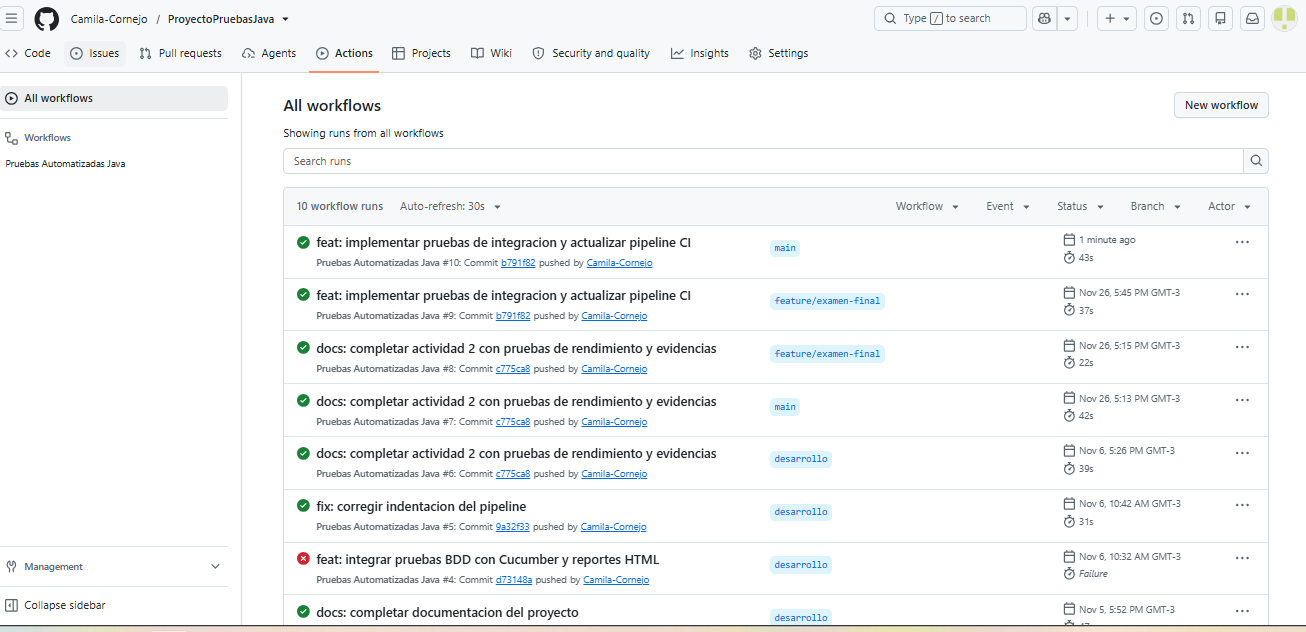 Camila-Cornejo / ProyectoPruebasJava
Type / to search
Code Issues Pull requests Agents Actions Projects Wiki Security and quality Insights Settings
All workflows
Workflows
Pruebas Automatizadas Java
Management
Collapse sidebar
All workflows
New workflow
Showing runs from all workflows
Search runs
10 workflow runs Auto-refresh: 30s Workflow Event Status Branch Actor
feat: implementar pruebas de integracion y actualizar pipeline CI
Pruebas Automatizadas Java #10: Commit b791f82 pushed by Camila-Cornejo
main
1 minute ago
43s
feat: implementar pruebas de integracion y actualizar pipeline CI
Pruebas Automatizadas Java #9: Commit b791f82 pushed by Camila-Cornejo
feature/examen-final
Nov 26, 5:45 PM GMT-3
37s
docs: completar actividad 2 con pruebas de rendimiento y evidencias
Pruebas Automatizadas Java #8: Commit c775ca8 pushed by Camila-Cornejo
feature/examen-final
Nov 26, 5:15 PM GMT-3
22s
docs: completar actividad 2 con pruebas de rendimiento y evidencias
Pruebas Automatizadas Java #7: Commit c775ca8 pushed by Camila-Cornejo
main
Nov 26, 5:13 PM GMT-3
42s
docs: completar actividad 2 con pruebas de rendimiento y evidencias
Pruebas Automatizadas Java #6: Commit c775ca8 pushed by Camila-Cornejo
desarrollo
Nov 6, 5:26 PM GMT-3
39s
fix: corregir indentacion del pipeline
Pruebas Automatizadas Java #5: Commit 9a32f33 pushed by Camila-Cornejo
desarrollo
Nov 6, 10:42 AM GMT-3
31s
feat: integrar pruebas BDD con Cucumber y reportes HTML
Pruebas Automatizadas Java #4: Commit d73148a pushed by Camila-Cornejo
desarrollo
Nov 6, 10:32 AM GMT-3
Failure
docs: completar documentacion del proyecto
desarrollo
Nov 5, 5:52 PM GMT-3